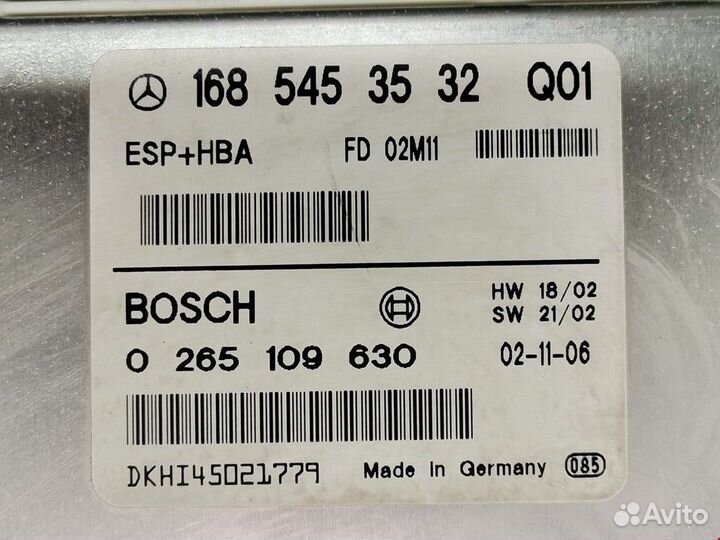 168 545 35 32 Q01
ESP+HBA FD 02M11
BOSCH HW 18/02
SW 21/02
0 265 109 630 02-11-06
DKHI45021779 Made in Germany 085
Avito